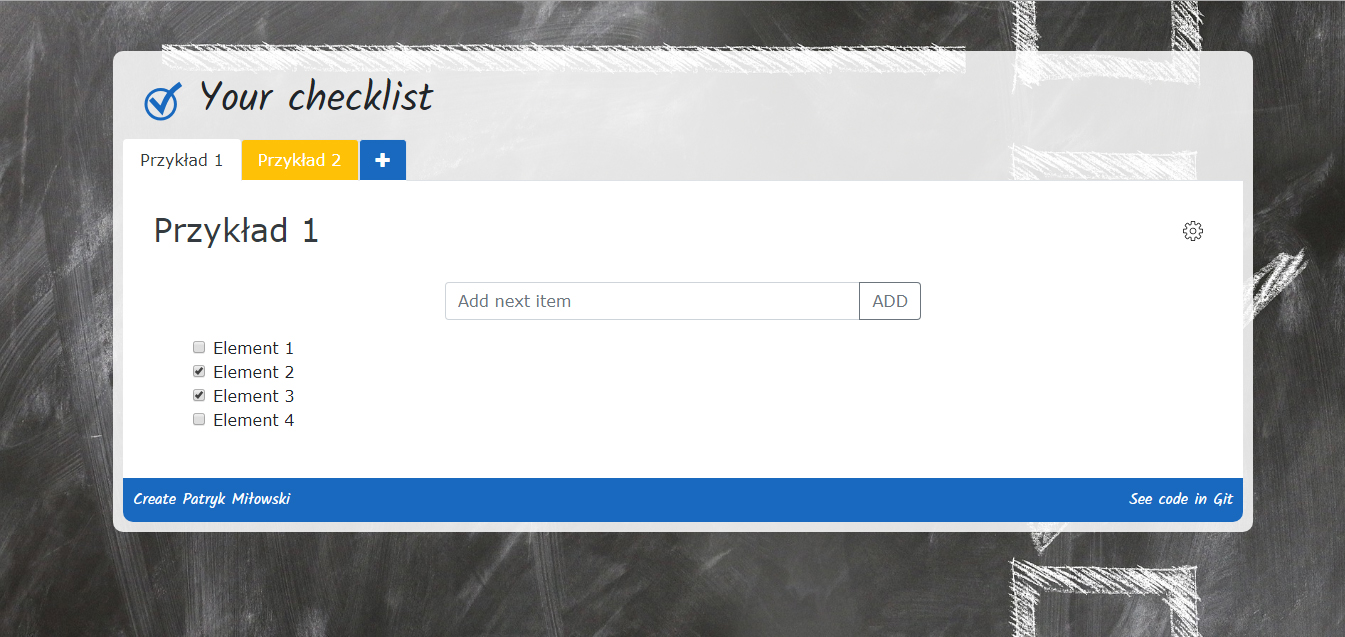 Your checklist
Przykład 1 Przykład 2
Przykład 1
Add next item ADD
Element 1
Element 2
Element 3
Element 4
Create Patryk Miłowski See code in Git